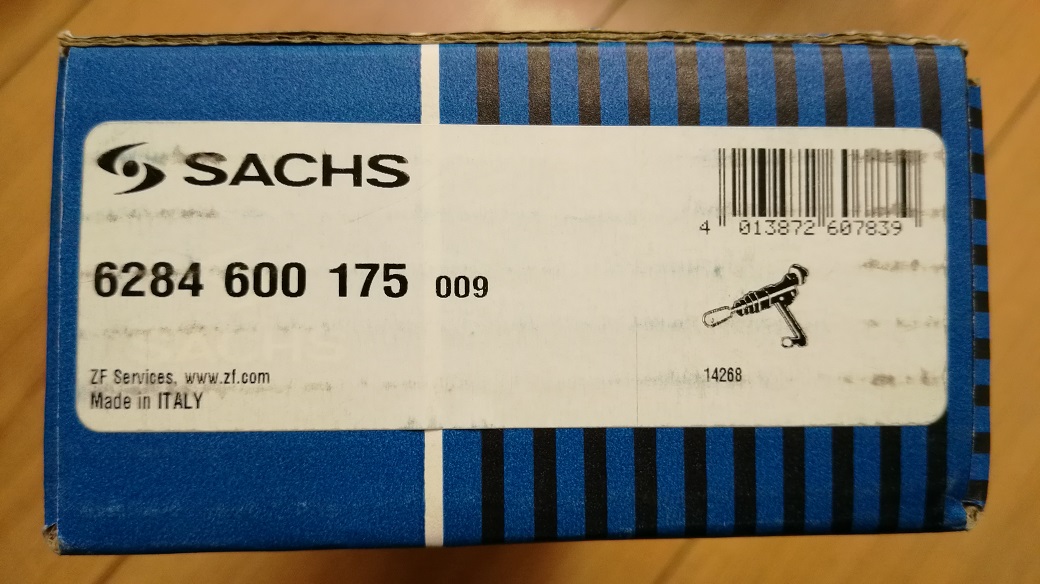 SACHS
4 013872 607839
6284 600 175 009
14268
ZF Services, www.zf.com
Made in ITALY